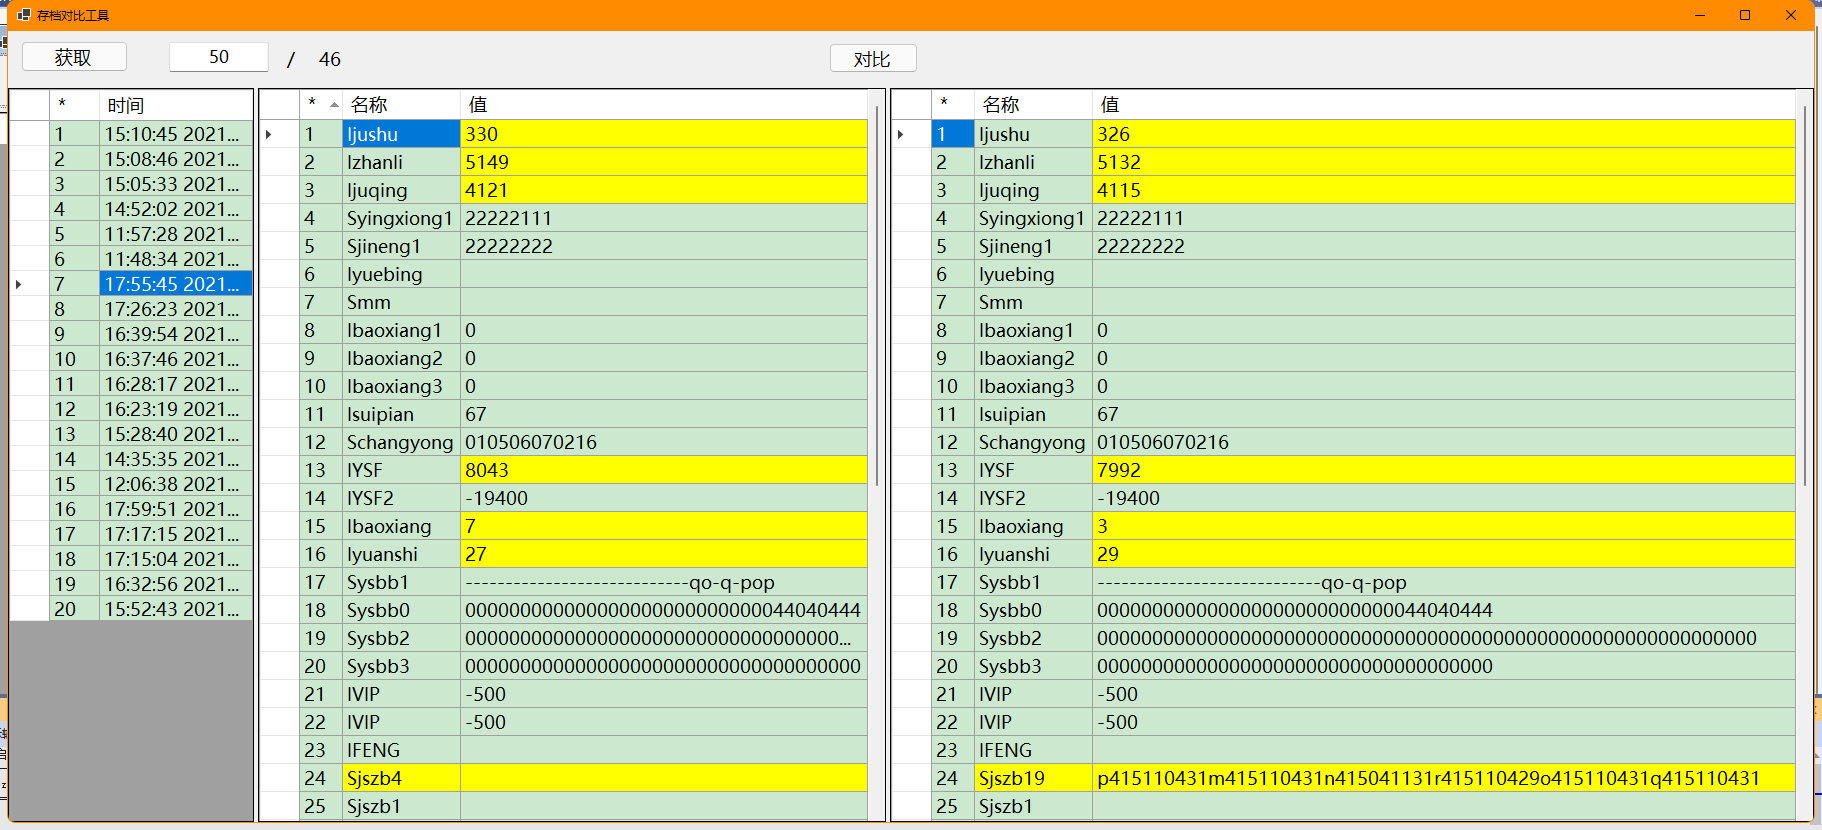 存档对比工具
获取 50 / 46 对比
* 时间
1 15:10:45 2021...
2 15:08:46 2021...
3 15:05:33 2021...
4 14:52:02 2021...
5 11:57:28 2021...
6 11:48:34 2021...
7 17:55:45 2021...
8 17:26:23 2021...
9 16:39:54 2021...
10 16:37:46 2021...
11 16:28:17 2021...
12 16:23:19 2021...
13 15:28:40 2021...
14 14:35:35 2021...
15 12:06:38 2021...
16 17:59:51 2021...
17 17:17:15 2021...
18 17:15:04 2021...
19 16:32:56 2021...
20 15:52:43 2021...
* 名称 值
1 Ijushu 330
2 Izhanli 5149
3 Ijuqing 4121
4 Syingxiong1 22222111
5 Sjineng1 22222222
6 Iyuebing
7 Smm
8 Ibaoxiang1 0
9 Ibaoxiang2 0
10 Ibaoxiang3 0
11 Isuipian 67
12 Schangyong 010506070216
13 IYSF 8043
14 IYSF2 -19400
15 Ibaoxiang 7
16 Iyuanshi 27
17 Sysbb1 ----------------------------qo-q-pop
18 Sysbb0 000000000000000000000000000044040444
19 Sysbb2 0000000000000000000000000000000000...
20 Sysbb3 000000000000000000000000000000000000
21 IVIP -500
22 IVIP -500
23 IFENG
24 Sjszb4
25 Sjszb1
* 名称 值
1 Ijushu 326
2 Izhanli 5132
3 Ijuqing 4115
4 Syingxiong1 22222111
5 Sjineng1 22222222
6 Iyuebing
7 Smm
8 Ibaoxiang1 0
9 Ibaoxiang2 0
10 Ibaoxiang3 0
11 Isuipian 67
12 Schangyong 010506070216
13 IYSF 7992
14 IYSF2 -19400
15 Ibaoxiang 3
16 Iyuanshi 29
17 Sysbb1 ----------------------------qo-q-pop
18 Sysbb0 000000000000000000000000000044040444
19 Sysbb2 000000000000000000000000000000000000000000000000000000000000
20 Sysbb3 000000000000000000000000000000000000
21 IVIP -500
22 IVIP -500
23 IFENG
24 Sjszb19 p415110431m415110431n415041131r415110429o415110431q415110431
25 Sjszb1